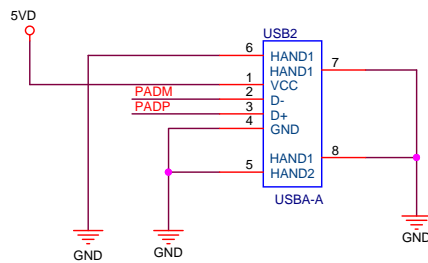 5VD
USB2
6 HAND1
HAND1 7
1 VCC
PADM 2 D-
PADP 3 D+
4 GND
HAND1 8
5 HAND2
USBA-A
GND
GND
GND